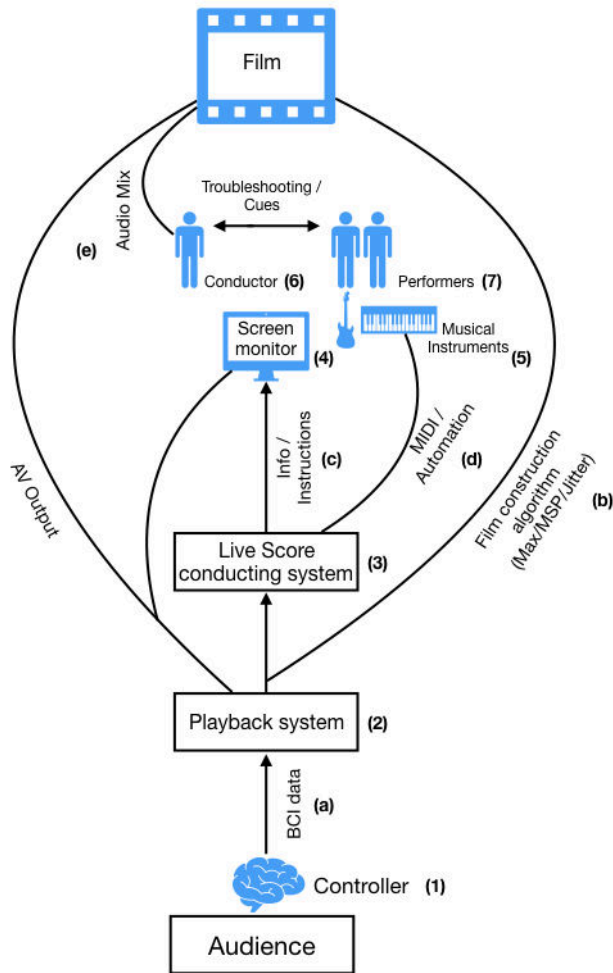 Film
Audio Mix
(e)
Troubleshooting /
Cues
Conductor (6)
Performers (7)
Screen
monitor
(4)
Musical
Instruments (5)
Info /
Instructions
(c)
MIDI /
Automation
(d)
AV Output
Film construction
algorithm
(Max/MSP/Jitter)
(b)
Live Score
conducting system
(3)
Playback system
(2)
BCI data
(a)
Controller (1)
Audience